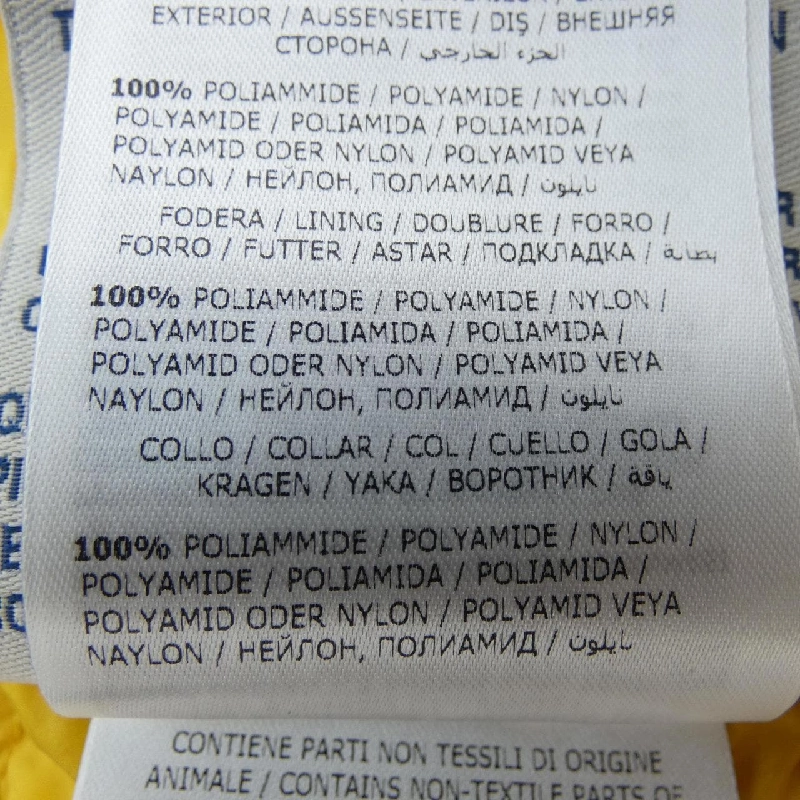 EXTERIOR / AUSSENSEITE / DIŞ / ВНЕШНЯЯ
СТОРОНА / الجزء الخارجي
100% POLIAMMIDE / POLYAMIDE / NYLON /
POLYAMIDE / POLIAMIDA / POLIAMIDA /
POLYAMID ODER NYLON / POLYAMID VEYA
NAYLON / НЕЙЛОН, ПОЛИАМИД / نايلون
FODERA / LINING / DOUBLURE / FORRO /
FORRO / FUTTER / ASTAR / ПОДКЛАДКА / بطانة
100% POLIAMMIDE / POLYAMIDE / NYLON /
POLYAMIDE / POLIAMIDA / POLIAMIDA /
POLYAMID ODER NYLON / POLYAMID VEYA
NAYLON / НЕЙЛОН, ПОЛИАМИД / نايلون
COLLO / COLLAR / COL / CUELLO / GOLA /
KRAGEN / YAKA / ВОРОТНИК / ياقة
100% POLIAMMIDE / POLYAMIDE / NYLON /
POLYAMIDE / POLIAMIDA / POLIAMIDA /
POLYAMID ODER NYLON / POLYAMID VEYA
NAYLON / НЕЙЛОН, ПОЛИАМИД / نايلون
CONTIENE PARTI NON TESSILI DI ORIGINE
ANIMALE / CONTAINS NON-TEXTILE PARTS OF